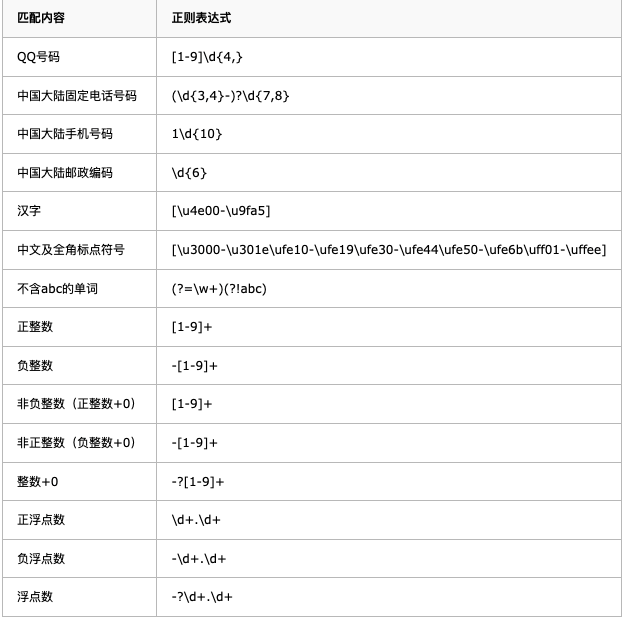 匹配内容 正则表达式
QQ号码 [1-9]\d{4,}
中国大陆固定电话号码 (\d{3,4}-)?\d{7,8}
中国大陆手机号码 1\d{10}
中国大陆邮政编码 \d{6}
汉字 [\u4e00-\u9fa5]
中文及全角标点符号 [\u3000-\u301e\ufe10-\ufe19\ufe30-\ufe44\ufe50-\ufe6b\uff01-\uffee]
不含abc的单词 (?=\w+)(?!abc)
正整数 [1-9]+
负整数 -[1-9]+
非负整数（正整数+0） [1-9]+
非正整数（负整数+0） -[1-9]+
整数+0 -?[1-9]+
正浮点数 \d+.\d+
负浮点数 -\d+.\d+
浮点数 -?\d+.\d+